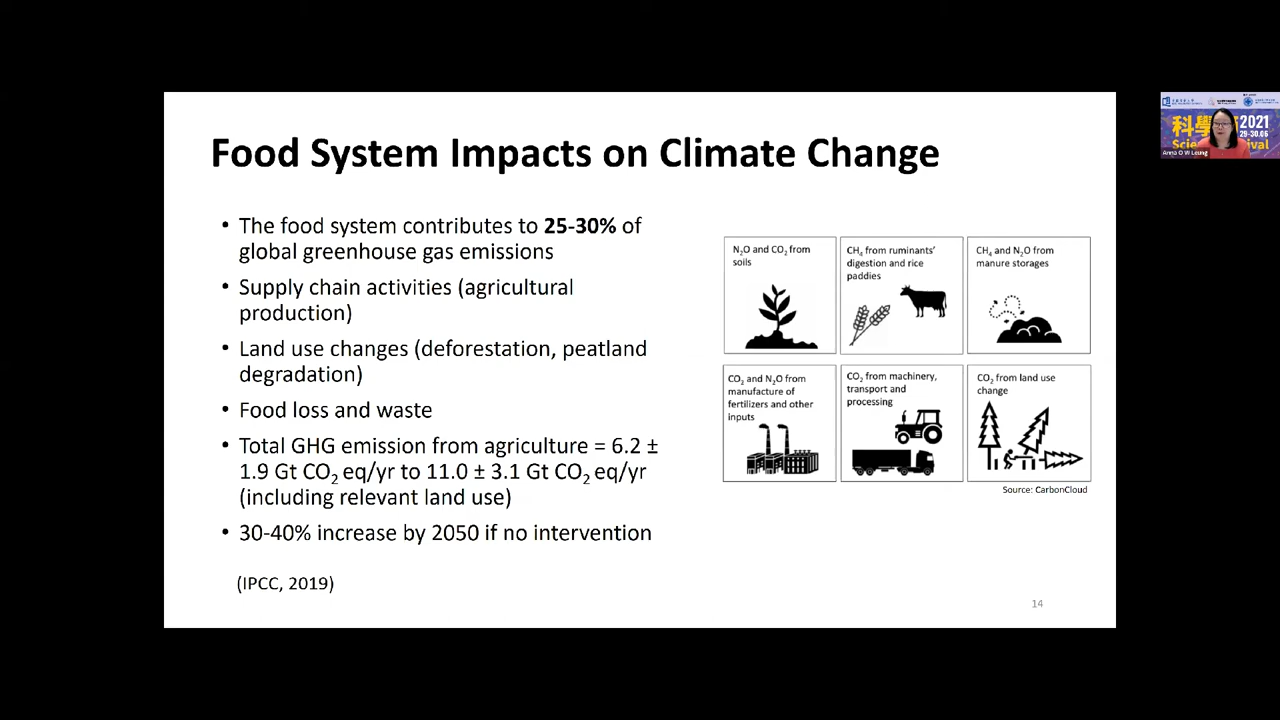 Food System Impacts on Climate Change
• The food system contributes to 25-30% of
global greenhouse gas emissions
• Supply chain activities (agricultural
production)
• Land use changes (deforestation, peatland
degradation)
• Food loss and waste
• Total GHG emission from agriculture = 6.2 ±
1.9 Gt CO₂ eq/yr to 11.0 ± 3.1 Gt CO₂ eq/yr
(including relevant land use)
• 30-40% increase by 2050 if no intervention
(IPCC, 2019)
N₂O and CO₂ from
soils
CH₄ from ruminants'
digestion and rice
paddies
CH₄ and N₂O from
manure storages
CO₂ and N₂O from
manufacture of
fertilizers and other
inputs
CO₂ from machinery,
transport and
processing
CO₂ from land use
change
Source: CarbonCloud
14
科學
2021
29-30.06
Anna O W Leung